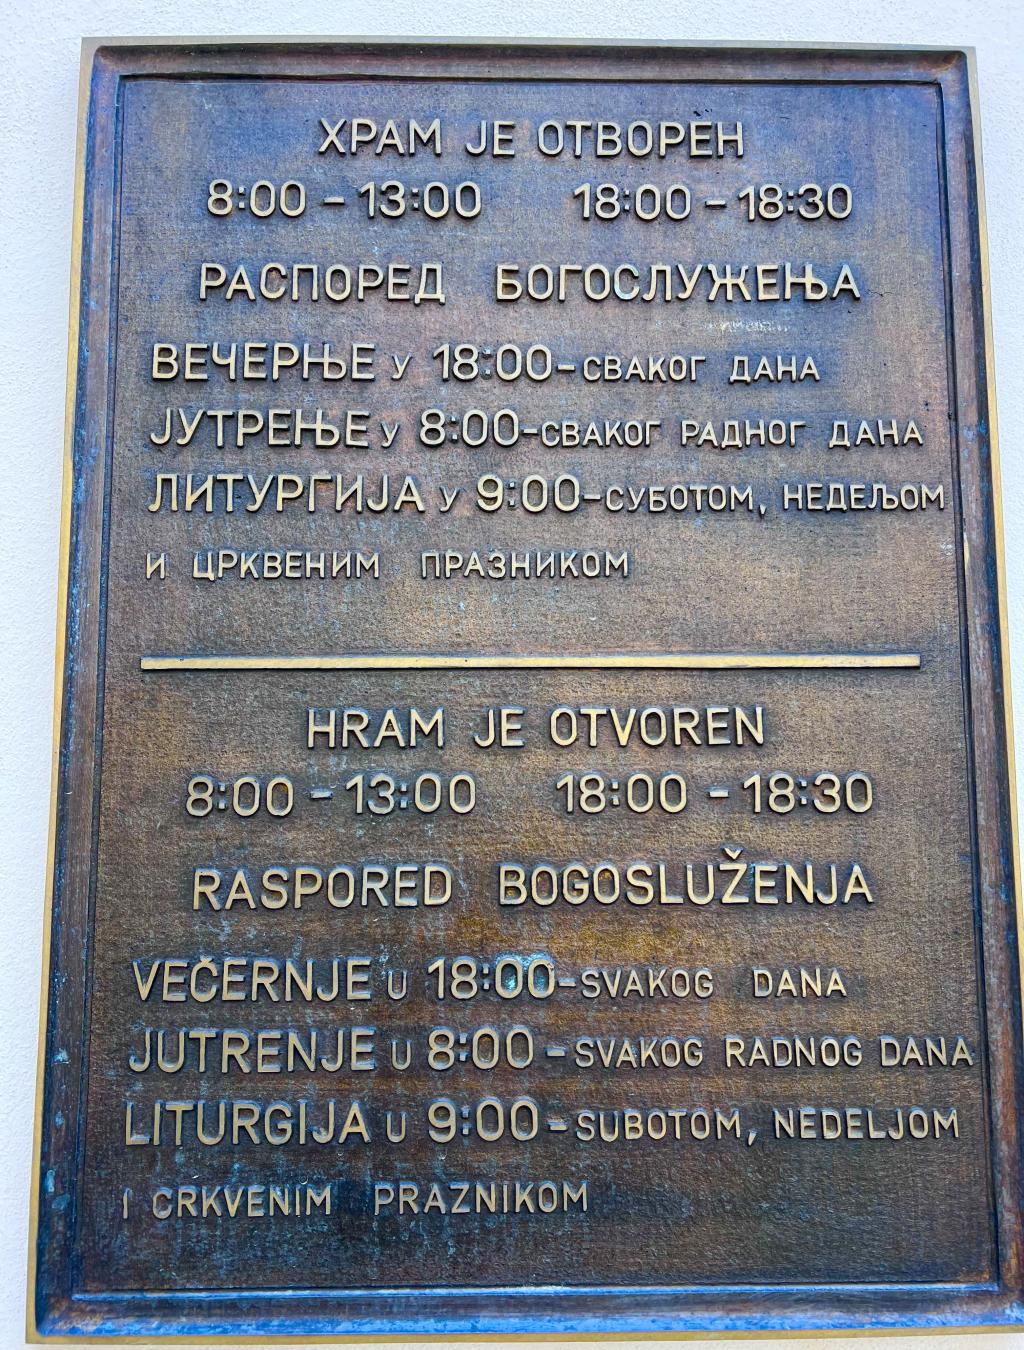 ХРАМ ЈЕ ОТВОРЕН
8:00 – 13:00 18:00 – 18:30
РАСПОРЕД БОГОСЛУЖЕЊА
ВЕЧЕРЊЕ У 18:00 – СВАКОГ ДАНА
ЈУТРЕЊЕ У 8:00 – СВАКОГ РАДНОГ ДАНА
ЛИТУРГИЈА У 9:00 – СУБОТОМ, НЕДЕЉОМ
И ЦРКВЕНИМ ПРАЗНИКОМ
HRAM JE OTVOREN
8:00 – 13:00 18:00 – 18:30
RASPORED BOGOSLUŽENJA
VEČERNJE U 18:00 – SVAKOG DANA
JUTRENJE U 8:00 – SVAKOG RADNOG DANA
LITURGIJA U 9:00 – SUBOTOM, NEDELJOM
I CRKVENIM PRAZNIKOM